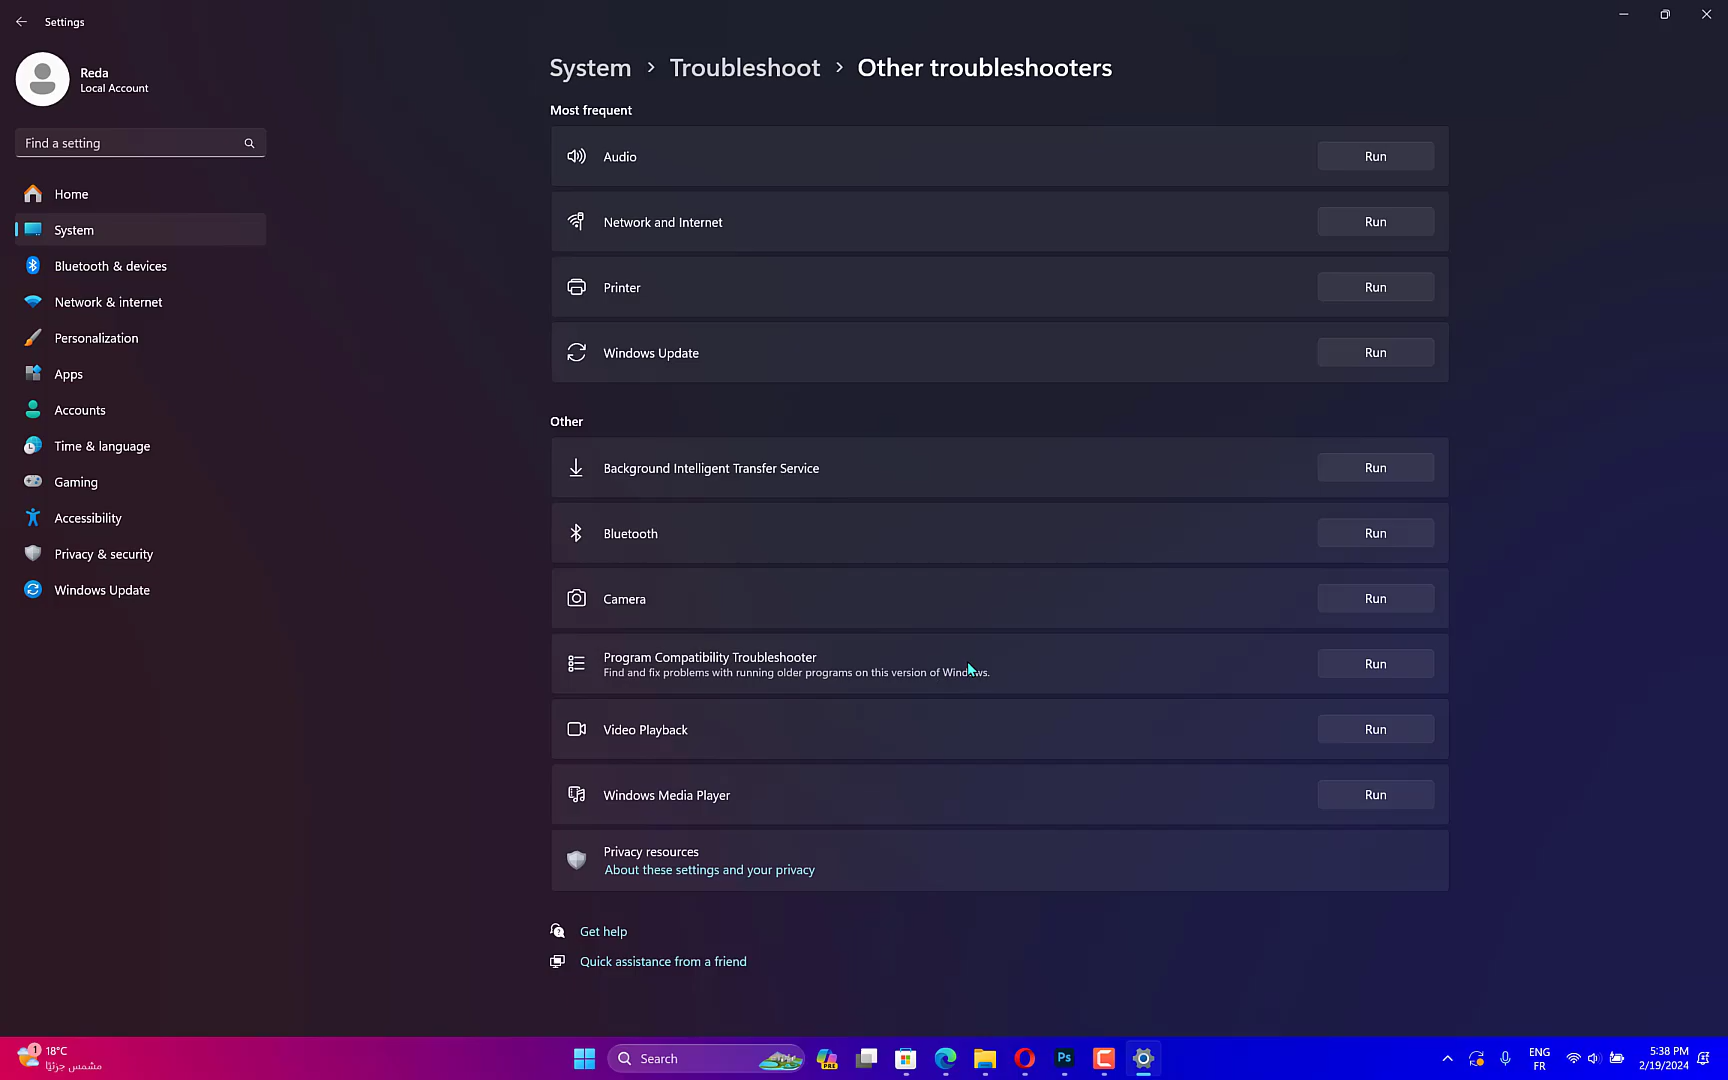 Settings
Reda
Local Account
Find a setting
Home
System
Bluetooth & devices
Network & internet
Personalization
Apps
Accounts
Time & language
Gaming
Accessibility
Privacy & security
Windows Update
System > Troubleshoot > Other troubleshooters
Most frequent
Audio Run
Network and Internet Run
Printer Run
Windows Update Run
Other
Background Intelligent Transfer Service Run
Bluetooth Run
Camera Run
Program Compatibility Troubleshooter Run
Find and fix problems with running older programs on this version of Windows.
Video Playback Run
Windows Media Player Run
Privacy resources
About these settings and your privacy
Get help
Quick assistance from a friend
1
18°C
مشمس جزئيًا
Search
PRE
Ps
ENG
FR
5:38 PM
2/19/2024